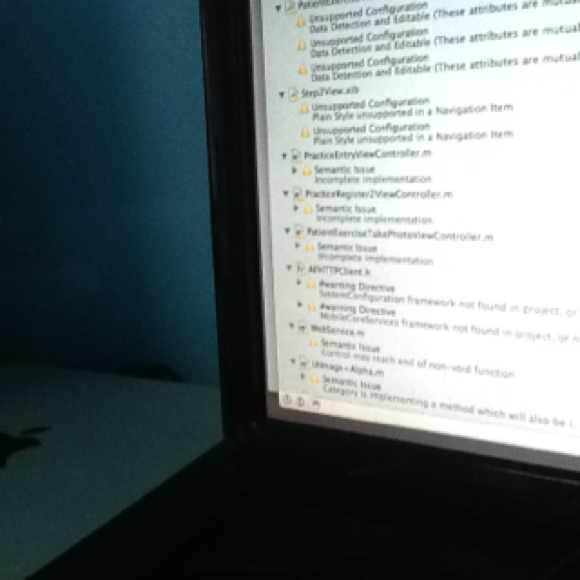 PatientExercise
Unsupported Configuration
Data Detection and Editable (These attributes are mutual
Unsupported Configuration
Data Detection and Editable (These attributes are mutual
Unsupported Configuration
Data Detection and Editable (These attributes are mutual
Step2View.xib
Unsupported Configuration
Plain Style unsupported in a Navigation Item
Unsupported Configuration
Plain Style unsupported in a Navigation Item
PracticeEntryViewController.m
Semantic Issue
Incomplete implementation
PracticeRegister2ViewController.m
Semantic Issue
Incomplete implementation
PatientExerciseTakePhotoViewController.m
Semantic Issue
Incomplete implementation
AFHTTPClient.h
#warning Directive
SystemConfiguration framework not found in project, or
#warning Directive
MobileCoreServices framework not found in project, or n
WebService.m
Semantic Issue
Control may reach end of non-void function
UIImage+Alpha.m
Semantic Issue
Category is implementing a method which will also be i